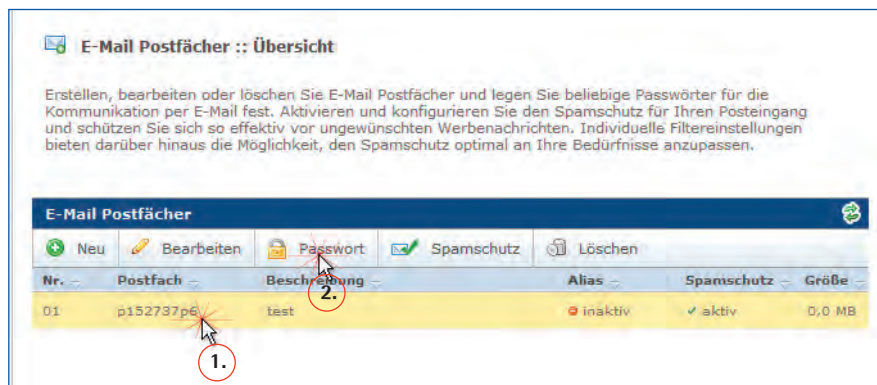 E-Mail Postfächer :: Übersicht
Erstellen, bearbeiten oder löschen Sie E-Mail Postfächer und legen Sie beliebige Passwörter für die
Kommunikation per E-Mail fest. Aktivieren und konfigurieren Sie den Spamschutz für Ihren Posteingang
und schützen Sie sich so effektiv vor ungewünschten Werbenachrichten. Individuelle Filtereinstellungen
bieten darüber hinaus die Möglichkeit, den Spamschutz optimal an Ihre Bedürfnisse anzupassen.
E-Mail Postfächer
Neu Bearbeiten Passwort Spamschutz Löschen
Nr. Postfach Beschreibung Alias Spamschutz Größe
2.
01 p152737p6 test inaktiv aktiv 0,0 MB
1.